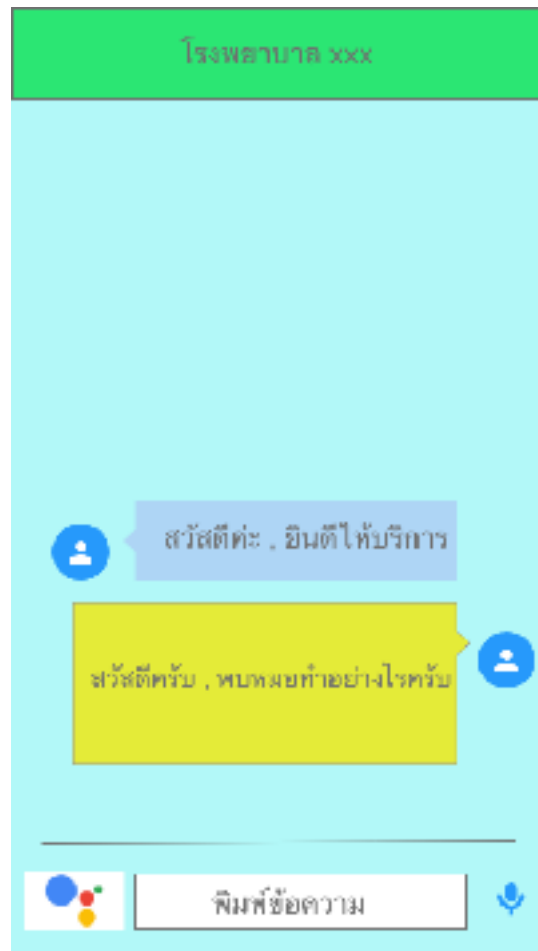 โรงพยาบาล xxx
สวัสดีค่ะ , ยินดีให้บริการ
สวัสดีครับ , พบหมอทำอย่างไรครับ
พิมพ์ข้อความ